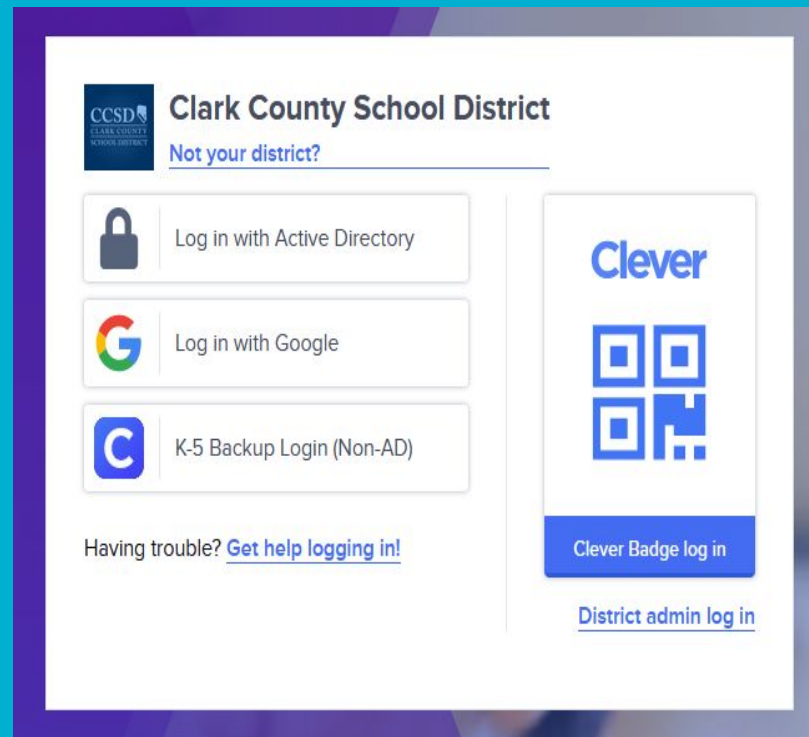 CCSD
CLARK COUNTY
SCHOOL DISTRICT
Clark County School District
Not your district?
Log in with Active Directory
Log in with Google
K-5 Backup Login (Non-AD)
Having trouble? Get help logging in!
Clever
Clever Badge log in
District admin log in